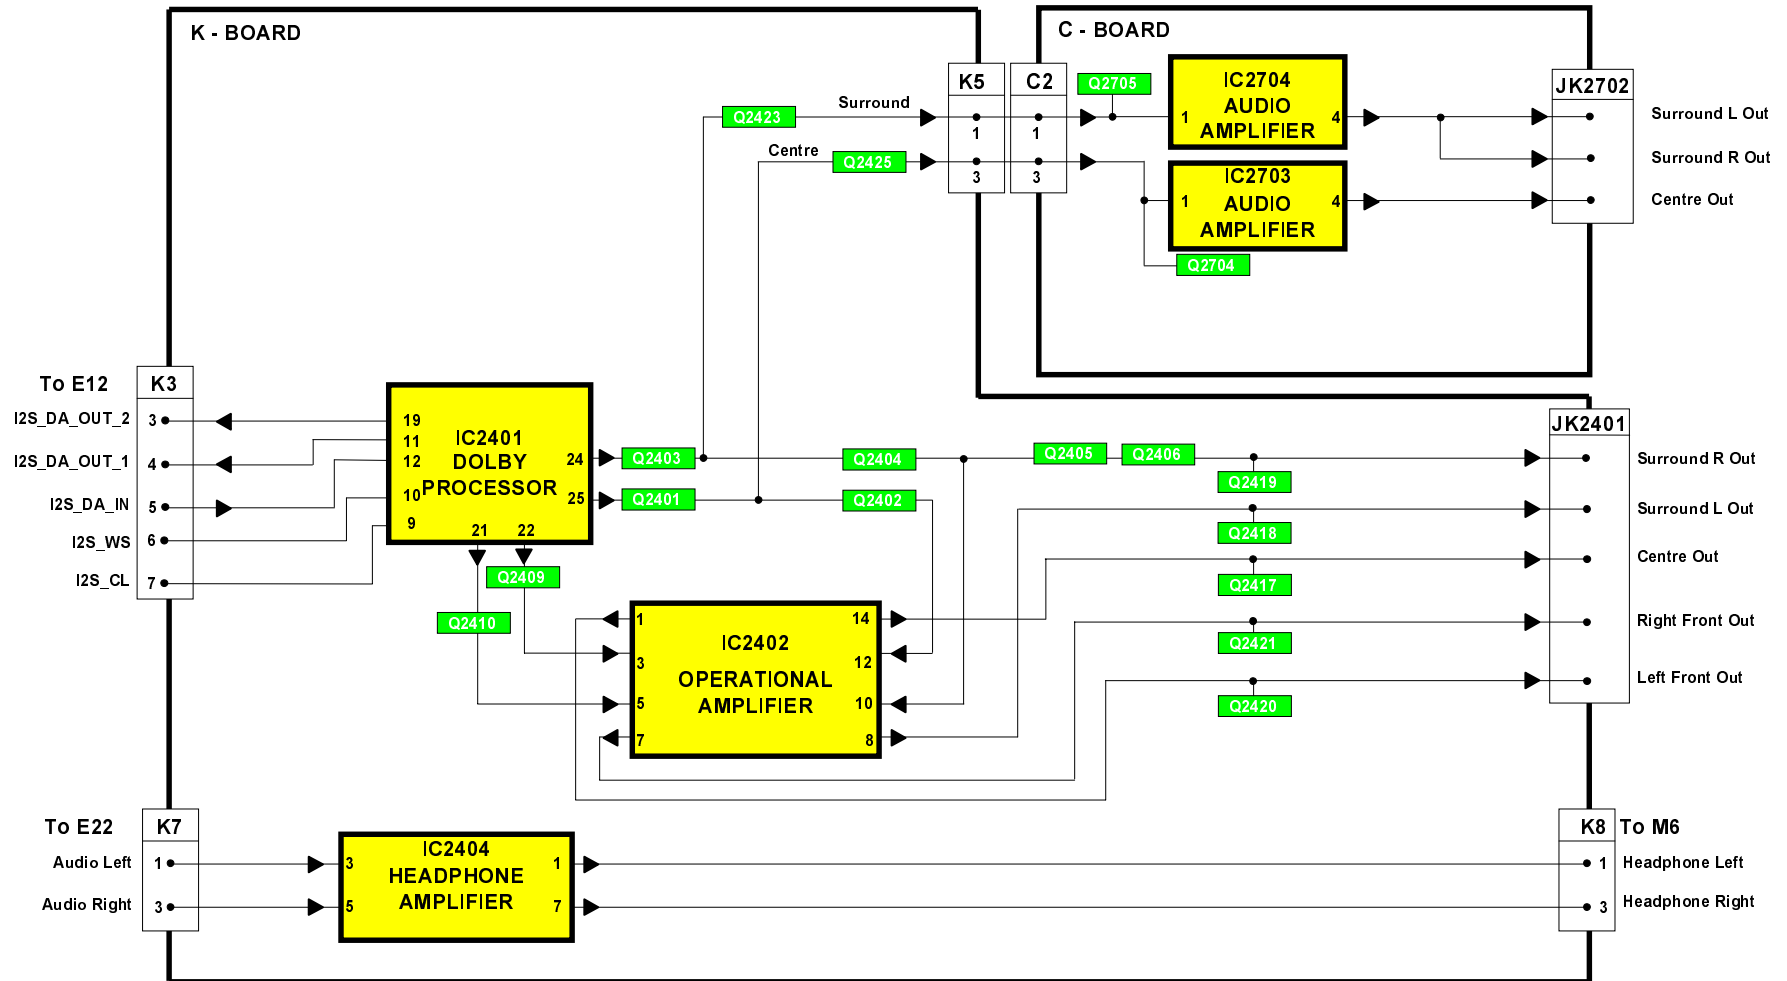 K - BOARD
C - BOARD
K5
C2
Q2705
IC2704
AUDIO
AMPLIFIER
1
4
JK2702
Surround L Out
Surround R Out
Centre Out
Surround
Q2423
1
1
Centre
Q2425
3
3
IC2703
AUDIO
AMPLIFIER
1
4
Q2704
To E12
K3
I2S_DA_OUT_2
3
I2S_DA_OUT_1
4
I2S_DA_IN
5
I2S_WS
6
I2S_CL
7
19
11
12
10
9
IC2401
DOLBY
PROCESSOR
24
25
21
22
Q2403
Q2401
Q2404
Q2402
Q2405
Q2406
Q2419
Q2418
Q2417
Q2421
Q2420
JK2401
Surround R Out
Surround L Out
Centre Out
Right Front Out
Left Front Out
Q2409
Q2410
1
3
5
7
IC2402
OPERATIONAL
AMPLIFIER
14
12
10
8
To E22
K7
Audio Left
1
Audio Right
3
3
5
IC2404
HEADPHONE
AMPLIFIER
1
7
K8
To M6
1
Headphone Left
3
Headphone Right